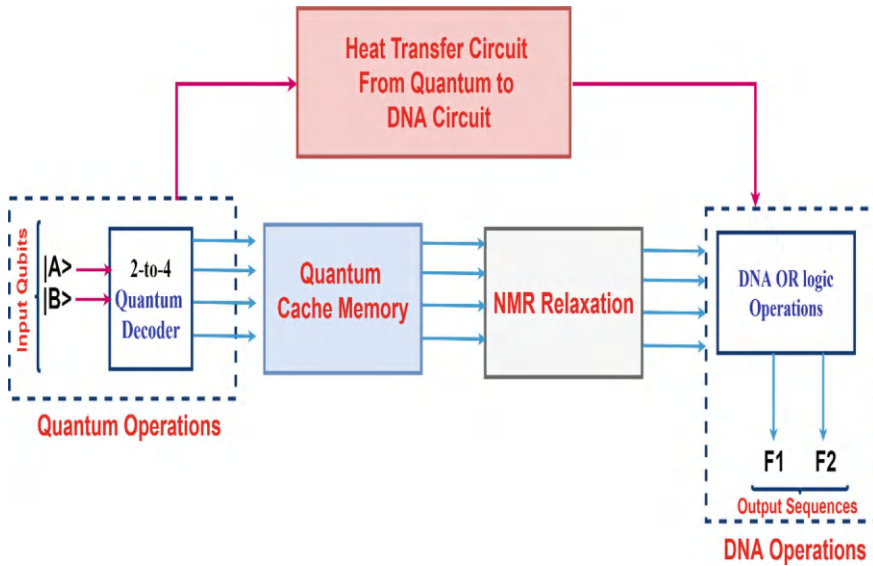 Heat Transfer Circuit
From Quantum to
DNA Circuit
Input Qubits
|A>
|B>
2-to-4
Quantum
Decoder
Quantum Operations
Quantum
Cache Memory
NMR Relaxation
DNA OR logic
Operations
F1 F2
Output Sequences
DNA Operations